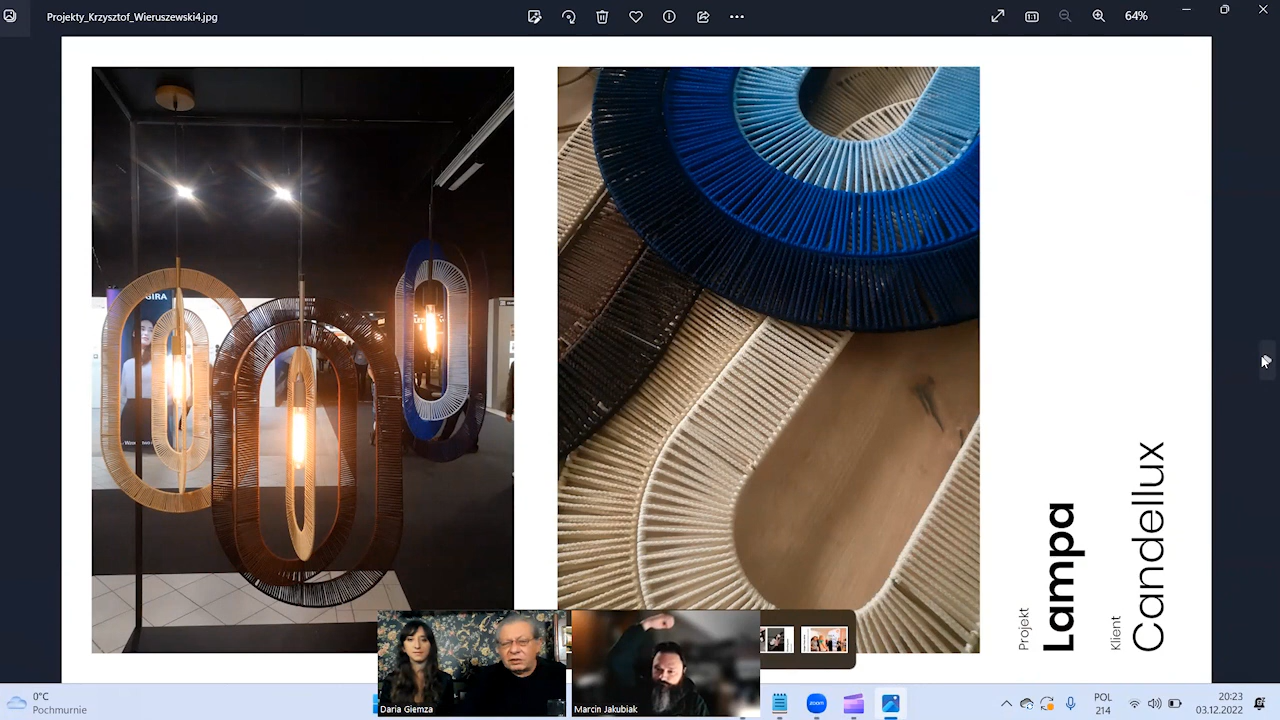 Projekty_Krzysztof_Wieruszewski4.jpg
64%
GIRA
Projekt
Lampa
Klient
Candellux
Daria Giemza
Marcin Jakubiak
0°C
Pochmurnie
zoom
POL
214
20:23
03.12.2022